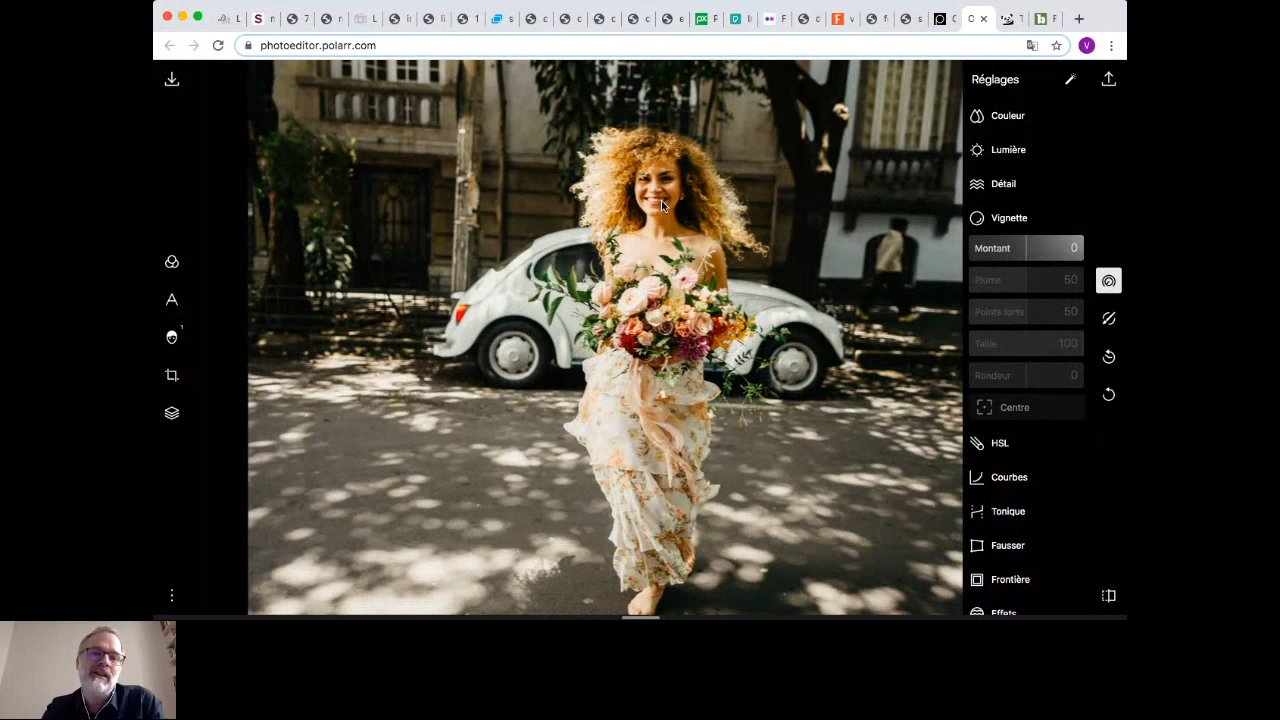 photoeditor.polarr.com
V
Réglages
Couleur
Lumière
Détail
Vignette
Montant 0
Plume 50
Points forts 50
Taille 100
Rondeur 0
Centre
HSL
Courbes
Tonique
Fausser
Frontière
Effets